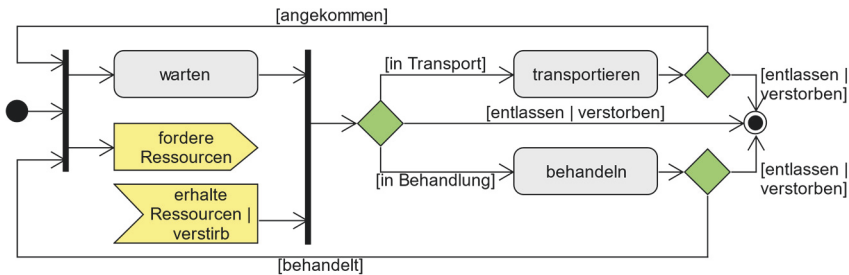 [angekommen]
warten
[in Transport]
transportieren
[entlassen |
verstorben]
[entlassen | verstorben]
fordere
Ressourcen
erhalte
Ressourcen |
verstirb
[in Behandlung]
behandeln
[entlassen |
verstorben]
[behandelt]